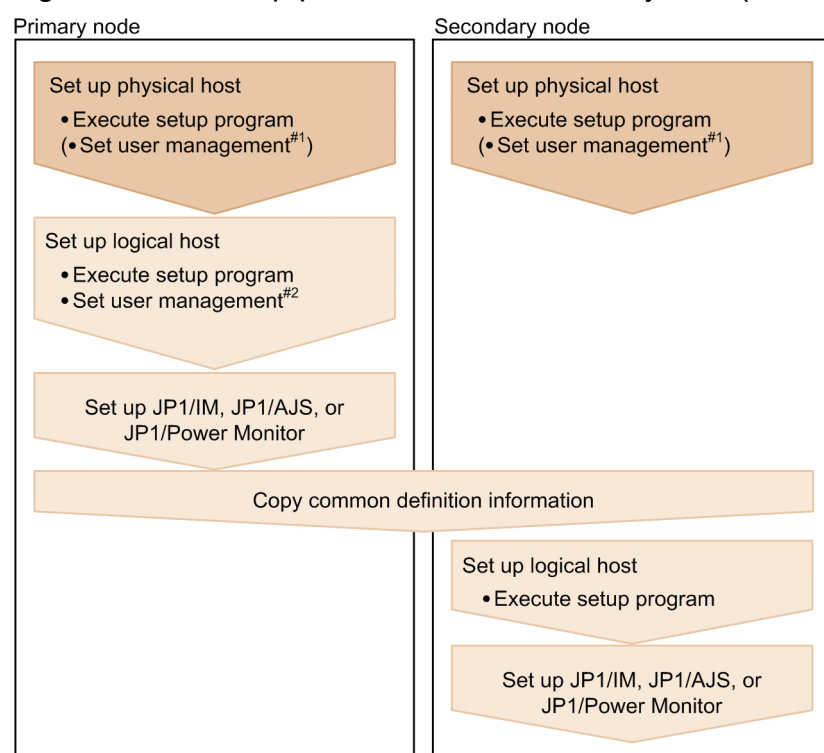 Primary node
Secondary node
Set up physical host
• Execute setup program
(• Set user management#1)
Set up physical host
• Execute setup program
(• Set user management#1)
Set up logical host
• Execute setup program
• Set user management#2
Set up JP1/IM, JP1/AJS, or
JP1/Power Monitor
Copy common definition information
Set up logical host
• Execute setup program
Set up JP1/IM, JP1/AJS, or
JP1/Power Monitor